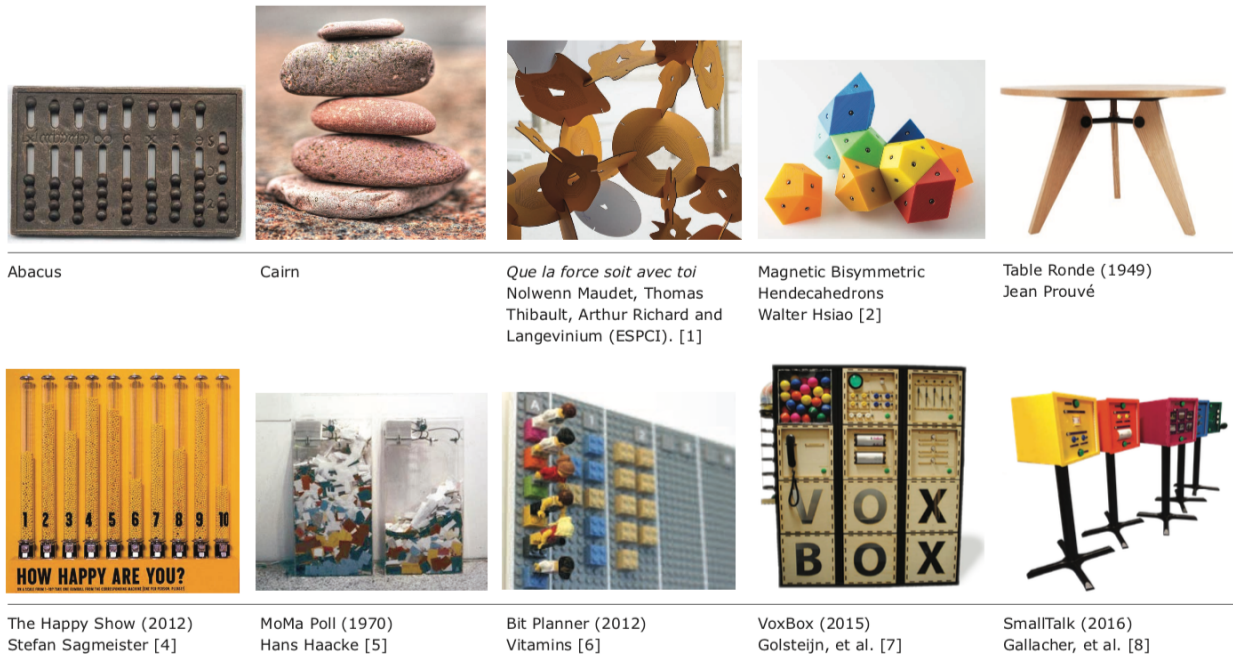 Abacus
Cairn
Que la force soit avec toi
Nolwenn Maudet, Thomas
Thibault, Arthur Richard and
Langevinium (ESPCI). [1]
Magnetic Bisymmetric
Hendecahedrons
Walter Hsiao [2]
Table Ronde (1949)
Jean Prouvé
1 2 3 4 5 6 7 8 9 10
HOW HAPPY ARE YOU?
A
1
2
VOX
BOX
The Happy Show (2012)
Stefan Sagmeister [4]
MoMa Poll (1970)
Hans Haacke [5]
Bit Planner (2012)
Vitamins [6]
VoxBox (2015)
Golsteijn, et al. [7]
SmallTalk (2016)
Gallacher, et al. [8]